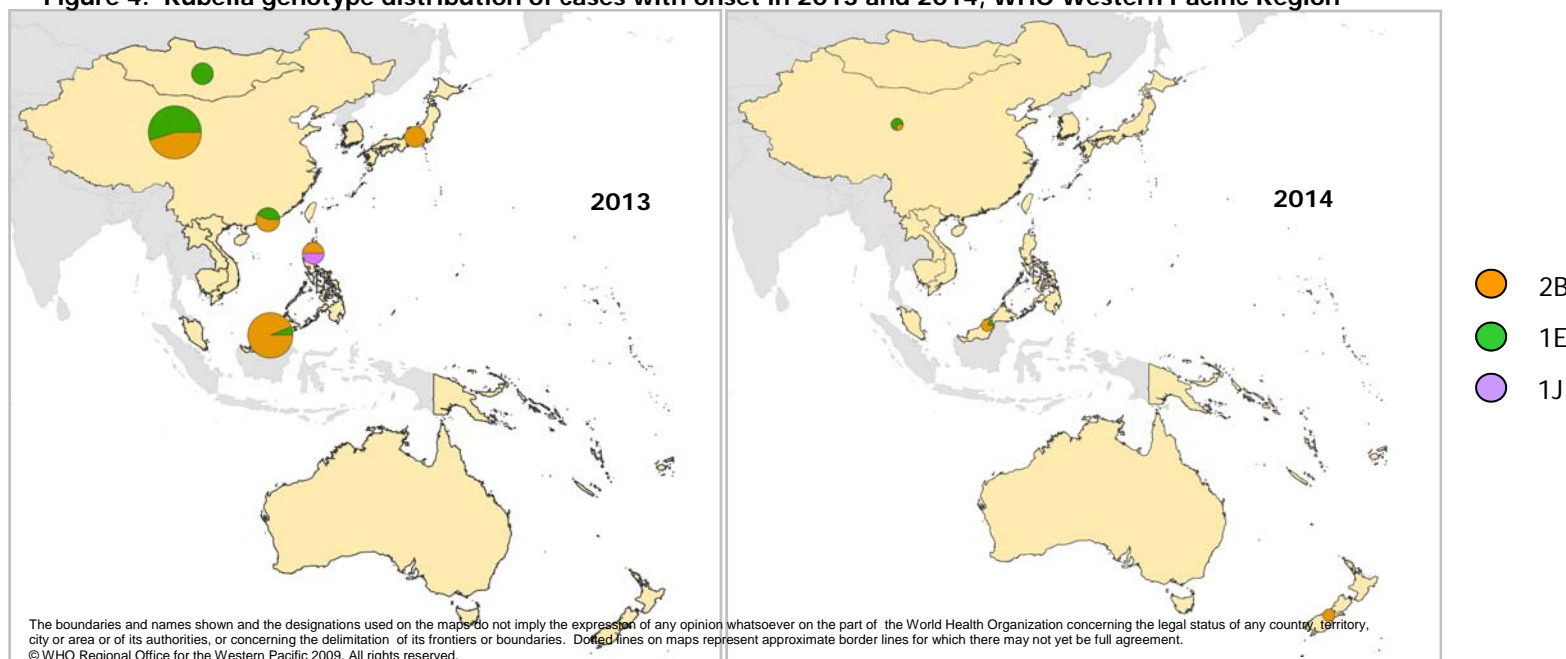 Figure 4: Rubella genotype distribution of cases with onset in 2013 and 2014, WHO Western Pacific Region
2013
2014
2B
1E
1J
The boundaries and names shown and the designations used on the maps do not imply the expression of any opinion whatsoever on the part of the World Health Organization concerning the legal status of any country, territory,
city or area or of its authorities, or concerning the delimitation of its frontiers or boundaries. Dotted lines on maps represent approximate border lines for which there may not yet be full agreement.
© WHO Regional Office for the Western Pacific 2009. All rights reserved.